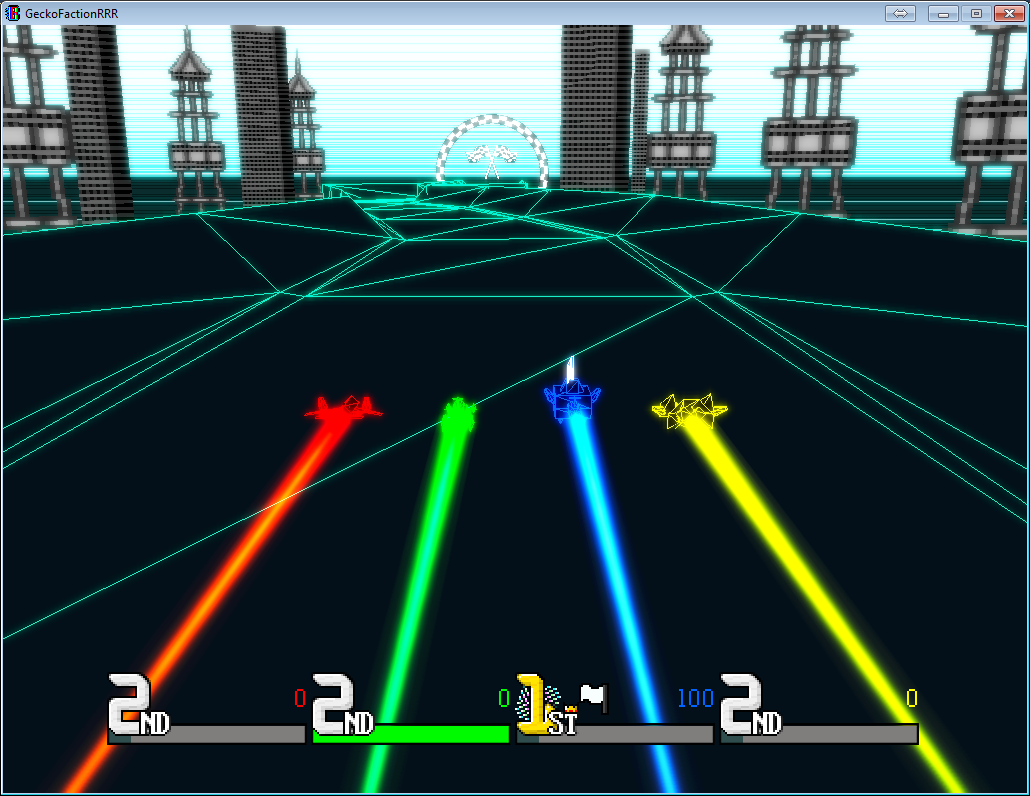 GeckoFactionRRR
2ND 0 2ND 0 1ST 100 2ND 0